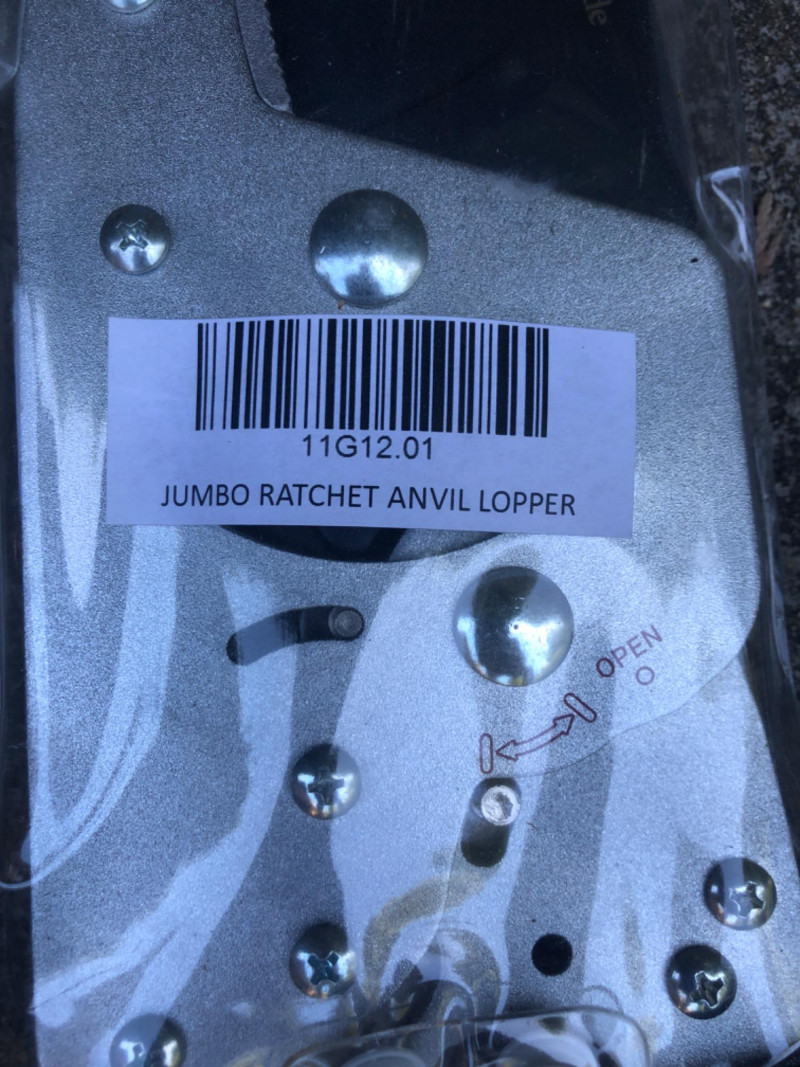 11G12.01
JUMBO RATCHET ANVIL LOPPER
OPEN